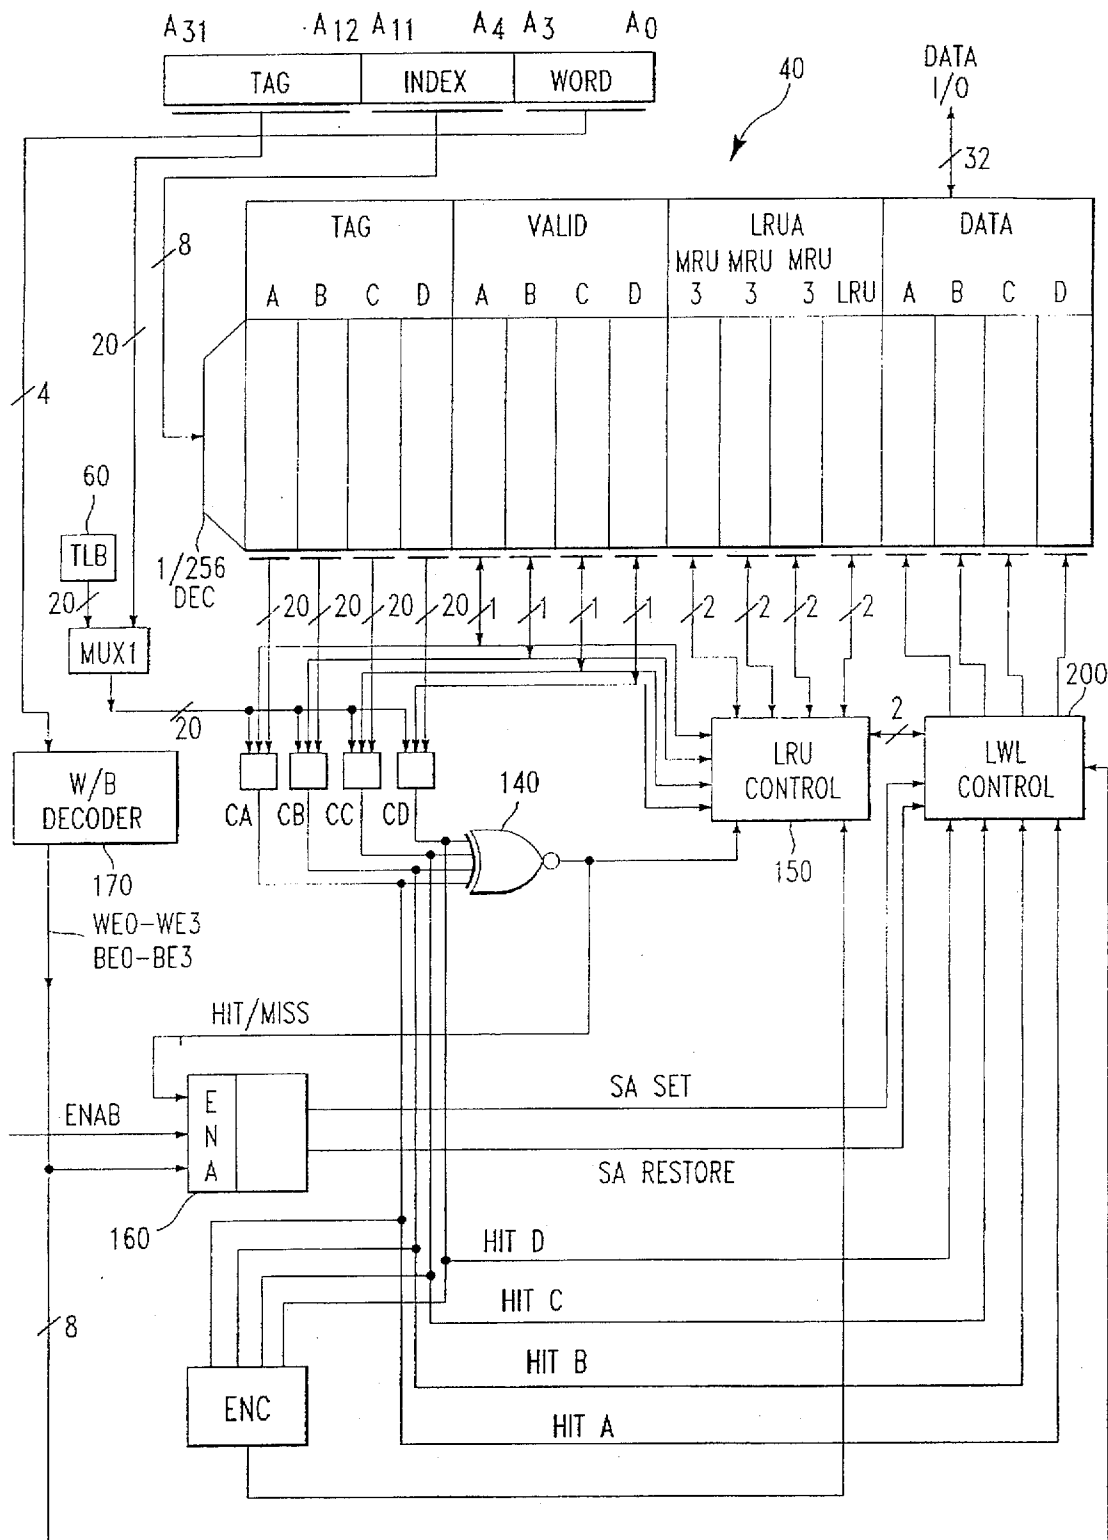 A31 A12 A11 A4 A3 A0
TAG INDEX WORD
40
DATA
I/O
32
8
20
4
TAG VALID LRUA DATA
MRU MRU MRU
A B C D A B C D 3 3 3 LRU A B C D
60
TLB
20
1/256
DEC
MUX1
20
20 20 20 20 1 1 1 1 2 2 2 2
200
2
W/B
DECODER
CA CB CC CD
140
LRU
CONTROL
LWL
CONTROL
170
150
WE0-WE3
BE0-BE3
HIT/MISS
ENAB
E
N
A
SA SET
SA RESTORE
160
HIT D
HIT C
8
HIT B
ENC
HIT A